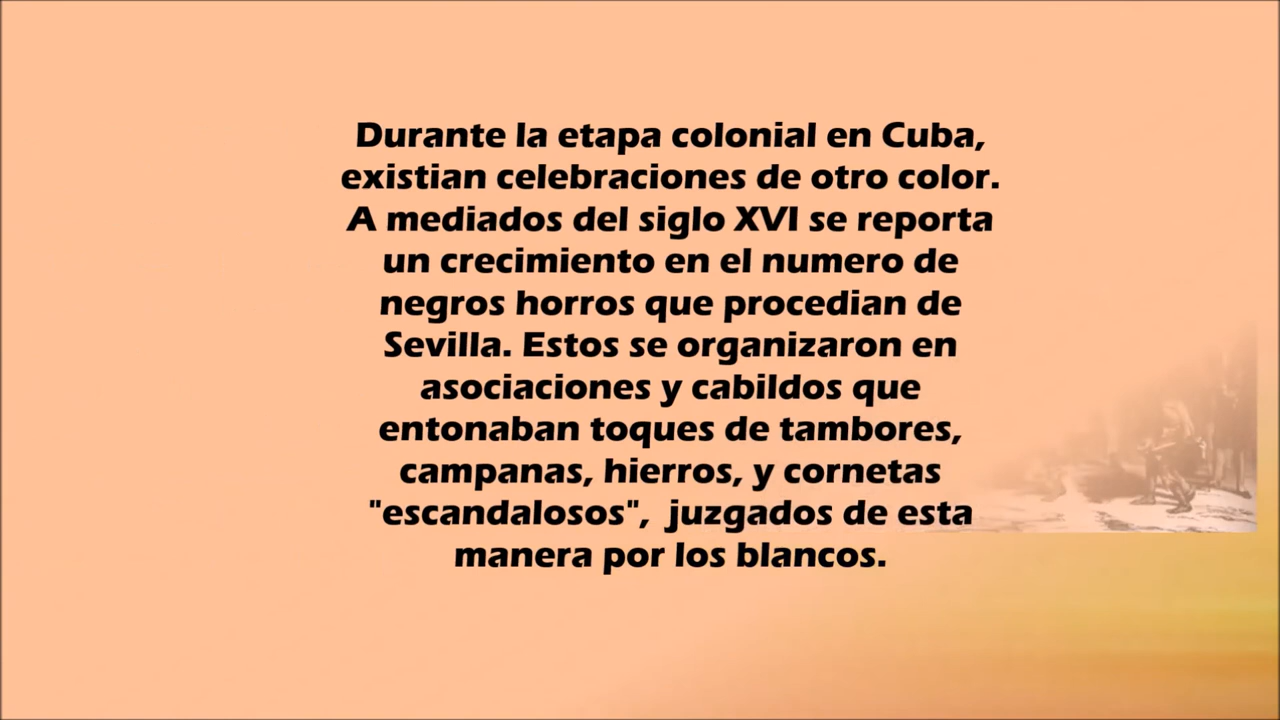 Durante la etapa colonial en Cuba,
existian celebraciones de otro color.
A mediados del siglo XVI se reporta
un crecimiento en el numero de
negros horros que procedian de
Sevilla. Estos se organizaron en
asociaciones y cabildos que
entonaban toques de tambores,
campanas, hierros, y cornetas
"escandalosos",  juzgados de esta
manera por los blancos.